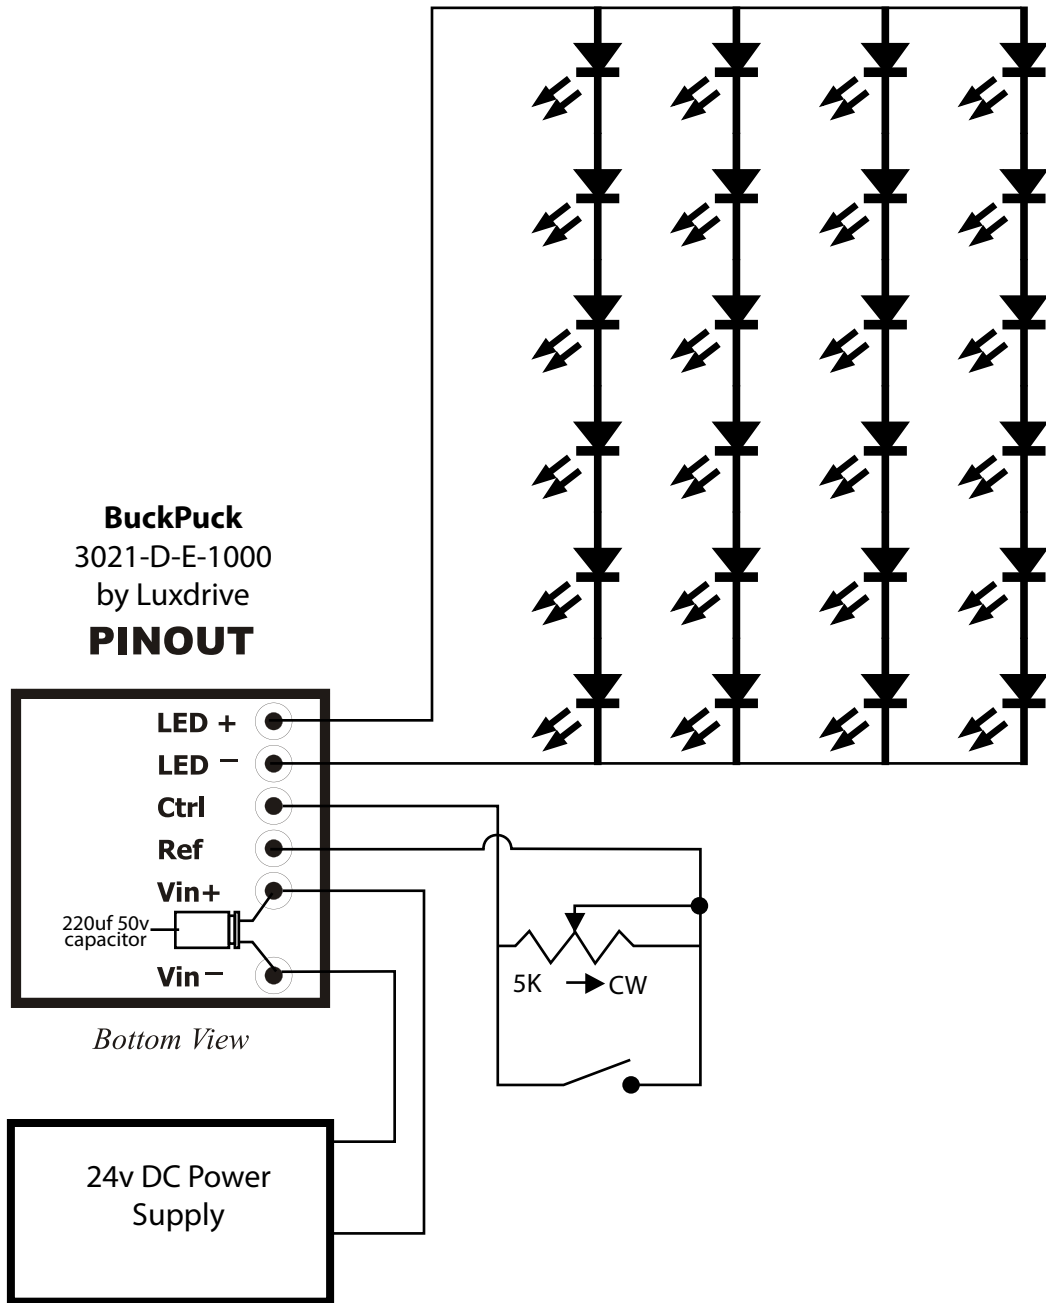 BuckPuck
3021-D-E-1000
by Luxdrive
PINOUT
LED +
LED −
Ctrl
Ref
Vin+
220uf 50v
capacitor
Vin −
Bottom View
5K
CW
24v DC Power
Supply